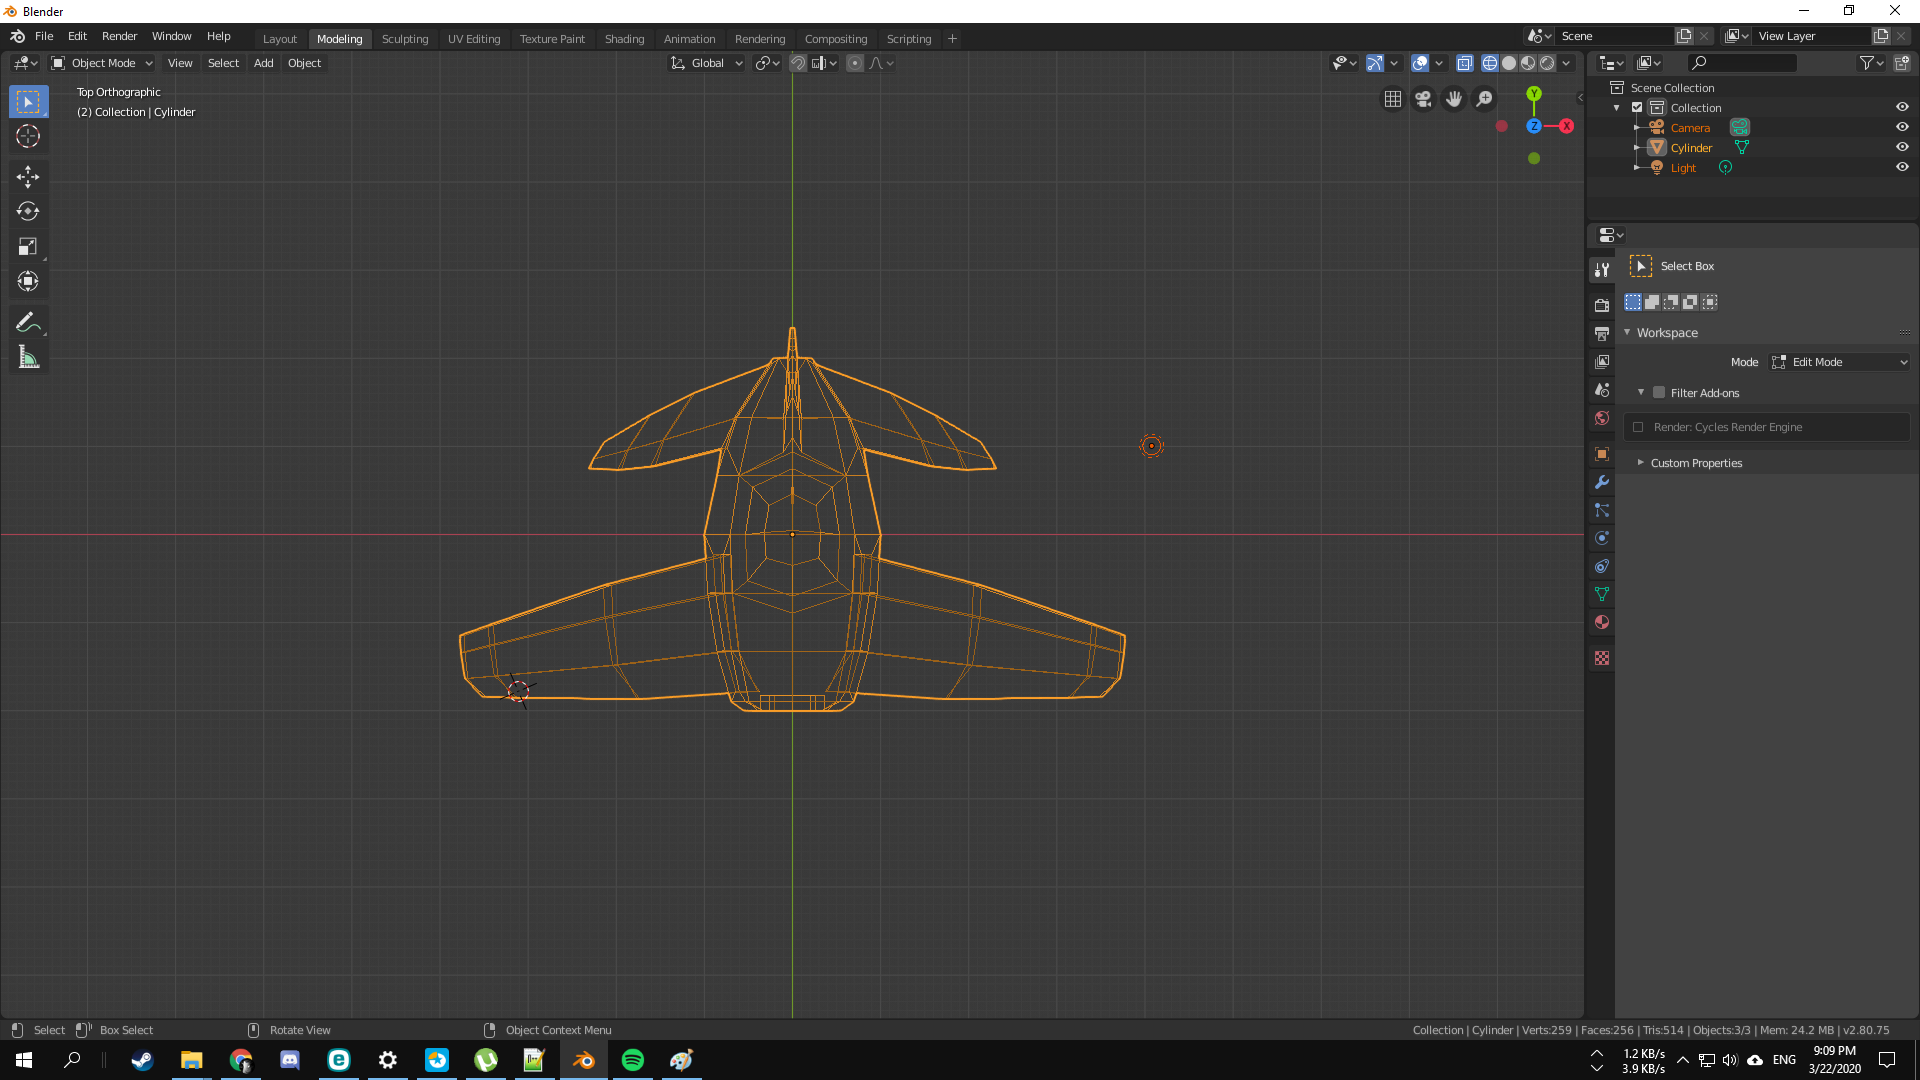 Blender
File Edit Render Window Help Layout Modeling Sculpting UV Editing Texture Paint Shading Animation Rendering Compositing Scripting + Scene View Layer
Object Mode View Select Add Object Global
Top Orthographic
(2) Collection | Cylinder
Y
Z
X
Scene Collection
Collection
Camera
Cylinder
Light
Select Box
Workspace
Mode Edit Mode
Filter Add-ons
Render: Cycles Render Engine
Custom Properties
Select Box Select Rotate View Object Context Menu Collection | Cylinder | Verts:259 | Faces:256 | Tris:514 | Objects:3/3 | Mem: 24.2 MB | v2.80.75
1.2 KB/s
3.9 KB/s
ENG
9:09 PM
3/22/2020